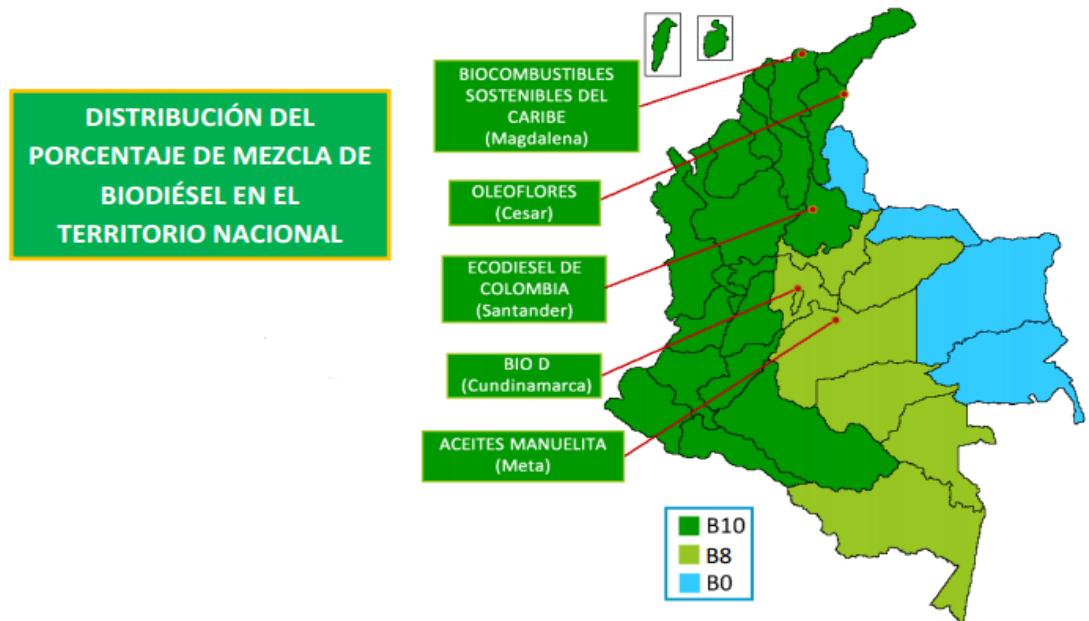 DISTRIBUCIÓN DEL
PORCENTAJE DE MEZCLA DE
BIODIÉSEL EN EL
TERRITORIO NACIONAL
BIOCOMBUSTIBLES
SOSTENIBLES DEL
CARIBE
(Magdalena)
OLEOFLORES
(Cesar)
ECODIESEL DE
COLOMBIA
(Santander)
BIO D
(Cundinamarca)
ACEITES MANUELITA
(Meta)
B10
B8
B0